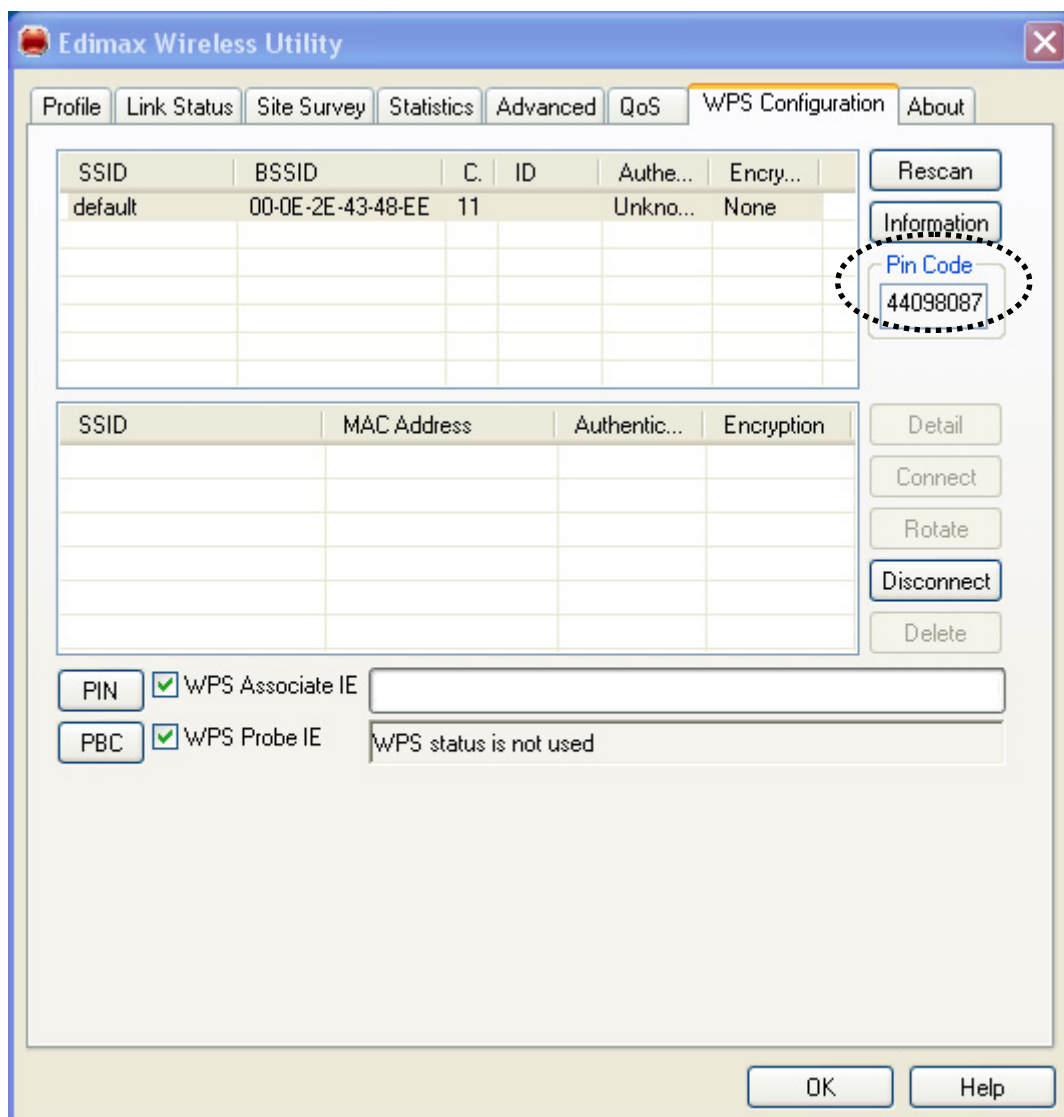 Edimax Wireless Utility
Profile Link Status Site Survey Statistics Advanced QoS WPS Configuration About
SSID BSSID C. ID Authe... Encry...
default 00-0E-2E-43-48-EE 11 Unkno... None
Rescan
Information
Pin Code
44098087
SSID MAC Address Authentic... Encryption
Detail
Connect
Rotate
Disconnect
Delete
PIN WPS Associate IE
PBC WPS Probe IE WPS status is not used
OK Help